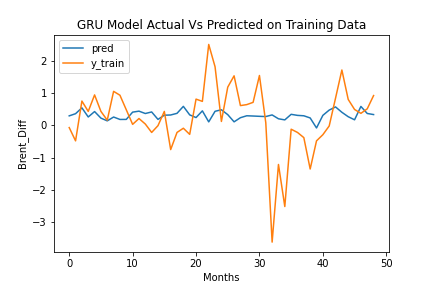 GRU Model Actual Vs Predicted on Training Data
pred
y_train
2
1
0
−1
−2
−3
Brent_Diff
0
10
20
30
40
50
Months